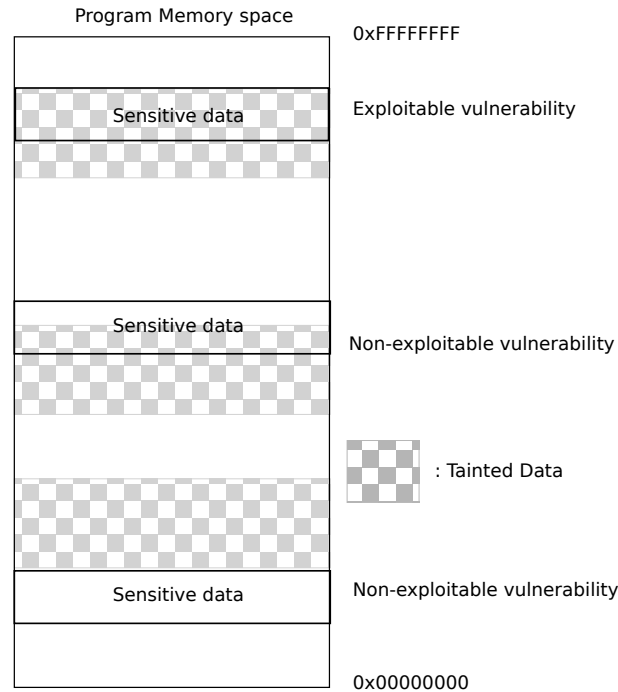 Program Memory space
0xFFFFFFFF
Sensitive data
Exploitable vulnerability
Sensitive data
Non-exploitable vulnerability
: Tainted Data
Sensitive data
Non-exploitable vulnerability
0x00000000